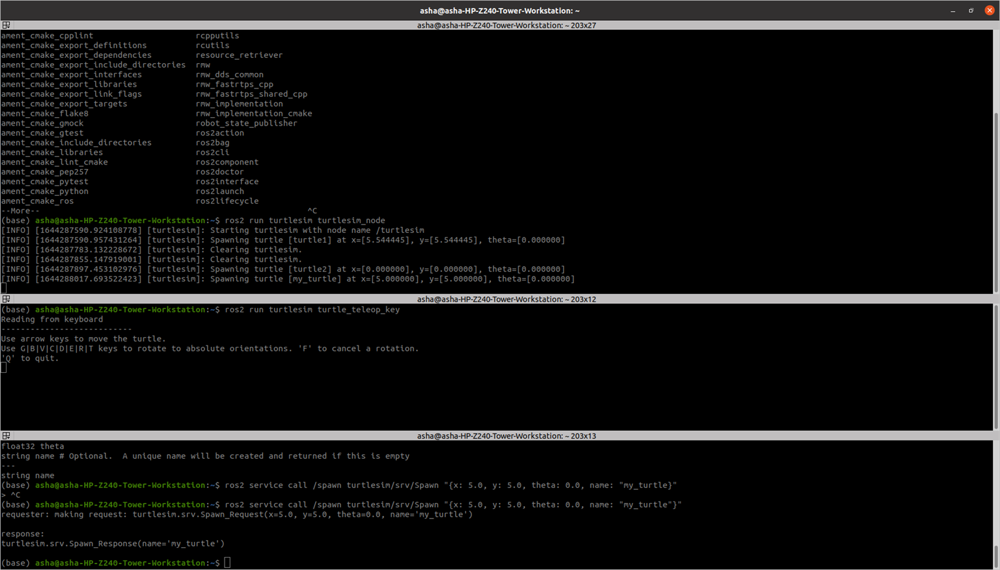 asha@asha-HP-Z240-Tower-Workstation: ~
asha@asha-HP-Z240-Tower-Workstation: ~ 203x27
ament_cmake_cpplint rcpputils
ament_cmake_export_definitions rcutils
ament_cmake_export_dependencies resource_retriever
ament_cmake_export_include_directories rmw
ament_cmake_export_interfaces rmw_dds_common
ament_cmake_export_libraries rmw_fastrtps_cpp
ament_cmake_export_link_flags rmw_fastrtps_shared_cpp
ament_cmake_export_targets rmw_implementation
ament_cmake_flake8 rmw_implementation_cmake
ament_cmake_gmock robot_state_publisher
ament_cmake_gtest ros2action
ament_cmake_include_directories ros2bag
ament_cmake_libraries ros2cli
ament_cmake_lint_cmake ros2component
ament_cmake_pep257 ros2doctor
ament_cmake_pytest ros2interface
ament_cmake_python ros2launch
ament_cmake_ros ros2lifecycle
--More-- ^C
(base) asha@asha-HP-Z240-Tower-Workstation:~$ ros2 run turtlesim turtlesim_node
[INFO] [1644287590.924108778] [turtlesim]: Starting turtlesim with node name /turtlesim
[INFO] [1644287590.957431264] [turtlesim]: Spawning turtle [turtle1] at x=[5.544445], y=[5.544445], theta=[0.000000]
[INFO] [1644287783.132228672] [turtlesim]: Clearing turtlesim.
[INFO] [1644287855.147919001] [turtlesim]: Clearing turtlesim.
[INFO] [1644287897.453102976] [turtlesim]: Spawning turtle [turtle2] at x=[0.000000], y=[0.000000], theta=[0.000000]
[INFO] [1644288017.693522423] [turtlesim]: Spawning turtle [my_turtle] at x=[5.000000], y=[5.000000], theta=[0.000000]
asha@asha-HP-Z240-Tower-Workstation: ~ 203x12
(base) asha@asha-HP-Z240-Tower-Workstation:~$ ros2 run turtlesim turtle_teleop_key
Reading from keyboard
---------------------------
Use arrow keys to move the turtle.
Use G|B|V|C|D|E|R|T keys to rotate to absolute orientations. 'F' to cancel a rotation.
'Q' to quit.
asha@asha-HP-Z240-Tower-Workstation: ~ 203x13
float32 theta
string name # Optional.  A unique name will be created and returned if this is empty
---
string name
(base) asha@asha-HP-Z240-Tower-Workstation:~$ ros2 service call /spawn turtlesim/srv/Spawn "{x: 5.0, y: 5.0, theta: 0.0, name: "my_turtle}"
> ^C
(base) asha@asha-HP-Z240-Tower-Workstation:~$ ros2 service call /spawn turtlesim/srv/Spawn "{x: 5.0, y: 5.0, theta: 0.0, name: "my_turtle"}"
requester: making request: turtlesim.srv.Spawn_Request(x=5.0, y=5.0, theta=0.0, name='my_turtle')
response:
turtlesim.srv.Spawn_Response(name='my_turtle')
(base) asha@asha-HP-Z240-Tower-Workstation:~$